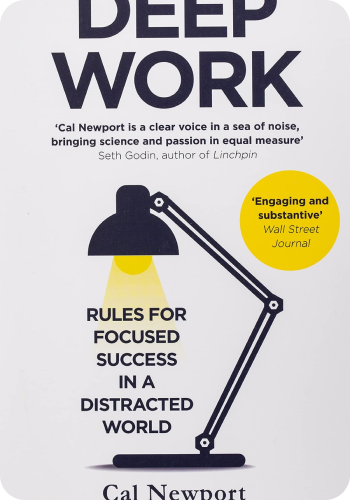 DEEP
WORK
‘Cal Newport is a clear voice in a sea of noise,
bringing science and passion in equal measure’
Seth Godin, author of Linchpin
‘Engaging and
substantive’
Wall Street
Journal
RULES FOR
FOCUSED
SUCCESS
IN A
DISTRACTED
WORLD
Cal Newport